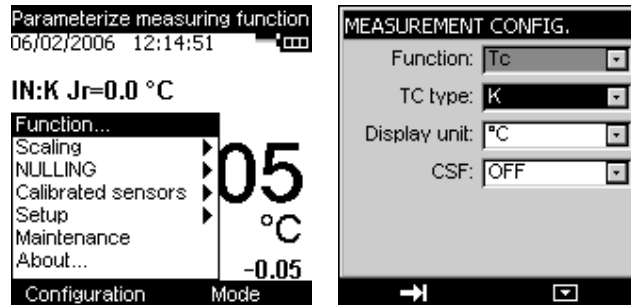 Parameterize measuring function
06/02/2006 12:14:51
IN:K Jr=0.0 °C
Function...
Scaling
NULLING
Calibrated sensors
Setup
Maintenance
About...
05
°C
-0.05
Configuration Mode
MEASUREMENT CONFIG.
Function: Tc
TC type: K
Display unit: °C
CSF: OFF